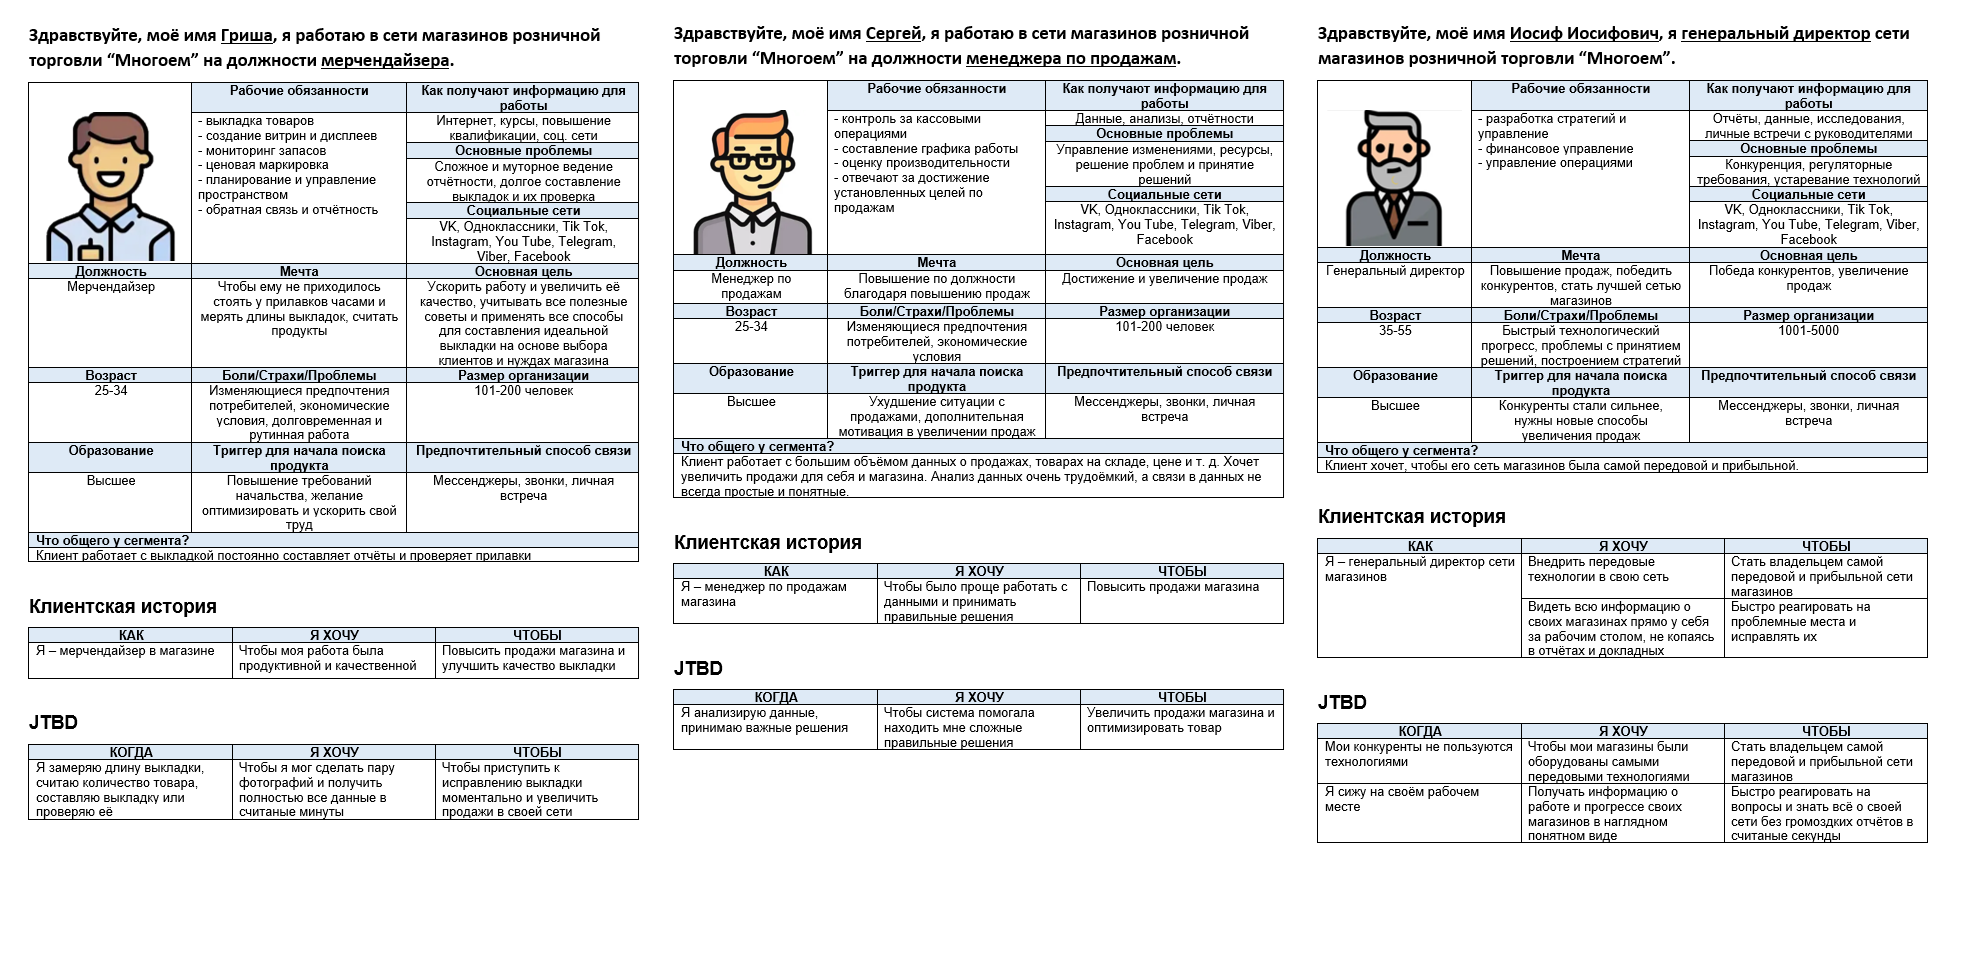 Здравствуйте, моё имя Гриша, я работаю в сети магазинов розничной
торговли “Многоем” на должности мерчендайзера.
Рабочие обязанности
- выкладка товаров
- создание витрин и дисплеев
- мониторинг запасов
- ценовая маркировка
- планирование и управление
пространством
- обратная связь и отчётность
Как получают информацию для
работы
Интернет, курсы, повышение
квалификации, соц. сети
Основные проблемы
Сложное и муторное ведение
отчётности, долгое составление
выкладок и их проверка
Социальные сети
VK, Одноклассники, Tik Tok,
Instagram, You Tube, Telegram,
Viber, Facebook
Должность
Мерчендайзер
Мечта
Чтобы ему не приходилось
стоять у прилавков часами и
мерять длины выкладок, считать
продукты
Основная цель
Ускорить работу и увеличить её
качество, учитывать все полезные
советы и применять все способы
для составления идеальной
выкладки на основе выбора
клиентов и нуждах магазина
Возраст
25-34
Боли/Страхи/Проблемы
Изменяющиеся предпочтения
потребителей, экономические
условия, долговременная и
рутинная работа
Размер организации
101-200 человек
Образование
Высшее
Триггер для начала поиска
продукта
Повышение требований
начальства, желание
оптимизировать и ускорить свой
труд
Предпочтительный способ связи
Мессенджеры, звонки, личная
встреча
Что общего у сегмента?
Клиент работает с выкладкой постоянно составляет отчёты и проверяет прилавки
Клиентская история
КАК
Я – мерчендайзер в магазине
Я ХОЧУ
Чтобы моя работа была
продуктивной и качественной
ЧТОБЫ
Повысить продажи магазина и
улучшить качество выкладки
JTBD
КОГДА
Я замеряю длину выкладки,
считаю количество товара,
составляю выкладку или
проверяю её
Я ХОЧУ
Чтобы я мог сделать пару
фотографий и получить
полностью все данные в
считаные минуты
ЧТОБЫ
Чтобы приступить к
исправлению выкладки
моментально и увеличить
продажи в своей сети
Здравствуйте, моё имя Сергей, я работаю в сети магазинов розничной
торговли “Многоем” на должности менеджера по продажам.
Рабочие обязанности
- контроль за кассовыми
операциями
- составление графика работы
- оценку производительности
- отвечают за достижение
установленных целей по
продажам
Как получают информацию для
работы
Данные, анализы, отчётности
Основные проблемы
Управление изменениями, ресурсы,
решение проблем и принятие
решений
Социальные сети
VK, Одноклассники, Tik Tok,
Instagram, You Tube, Telegram, Viber,
Facebook
Должность
Менеджер по
продажам
Мечта
Повышение по должности
благодаря повышению продаж
Основная цель
Достижение и увеличение продаж
Возраст
25-34
Боли/Страхи/Проблемы
Изменяющиеся предпочтения
потребителей, экономические
условия
Размер организации
101-200 человек
Образование
Высшее
Триггер для начала поиска
продукта
Ухудшение ситуации с
продажами, дополнительная
мотивация в увеличении продаж
Предпочтительный способ связи
Мессенджеры, звонки, личная
встреча
Что общего у сегмента?
Клиент работает с большим объёмом данных о продажах, товарах на складе, цене и т. д. Хочет
увеличить продажи для себя и магазина. Анализ данных очень трудоёмкий, а связи в данных не
всегда простые и понятные.
Клиентская история
КАК
Я – менеджер по продажам
магазина
Я ХОЧУ
Чтобы было проще работать с
данными и принимать
правильные решения
ЧТОБЫ
Повысить продажи магазина
JTBD
КОГДА
Я анализирую данные,
принимаю важные решения
Я ХОЧУ
Чтобы система помогала
находить мне сложные
правильные решения
ЧТОБЫ
Увеличить продажи магазина и
оптимизировать товар
Здравствуйте, моё имя Иосиф Иосифович, я генеральный директор сети
магазинов розничной торговли “Многоем”.
Рабочие обязанности
- разработка стратегий и
управление
- финансовое управление
- управление операциями
Как получают информацию для
работы
Отчёты, данные, исследования,
личные встречи с руководителями
Основные проблемы
Конкуренция, регуляторные
требования, устаревание технологий
Социальные сети
VK, Одноклассники, Tik Tok,
Instagram, You Tube, Telegram, Viber,
Facebook
Должность
Генеральный директор
Мечта
Повышение продаж, победить
конкурентов, стать лучшей сетью
магазинов
Основная цель
Победа конкурентов, увеличение
продаж
Возраст
35-55
Боли/Страхи/Проблемы
Быстрый технологический
прогресс, проблемы с принятием
решений, построением стратегий
Размер организации
1001-5000
Образование
Высшее
Триггер для начала поиска
продукта
Конкуренты стали сильнее,
нужны новые способы
увеличения продаж
Предпочтительный способ связи
Мессенджеры, звонки, личная
встреча
Что общего у сегмента?
Клиент хочет, чтобы его сеть магазинов была самой передовой и прибыльной.
Клиентская история
КАК
Я – генеральный директор сети
магазинов
Я ХОЧУ
Внедрить передовые
технологии в свою сеть
ЧТОБЫ
Стать владельцем самой
передовой и прибыльной сети
магазинов
Видеть всю информацию о
своих магазинах прямо у себя
за рабочим столом, не копаясь
в отчётах и докладных
Быстро реагировать на
проблемные места и
исправлять их
JTBD
КОГДА
Мои конкуренты не пользуются
технологиями
Я ХОЧУ
Чтобы мои магазины были
оборудованы самыми
передовыми технологиями
ЧТОБЫ
Стать владельцем самой
передовой и прибыльной сети
магазинов
Я сижу на своём рабочем
месте
Получать информацию о
работе и прогрессе своих
магазинов в наглядном
понятном виде
Быстро реагировать на
вопросы и знать всё о своей
сети без громоздких отчётов в
считаные секунды